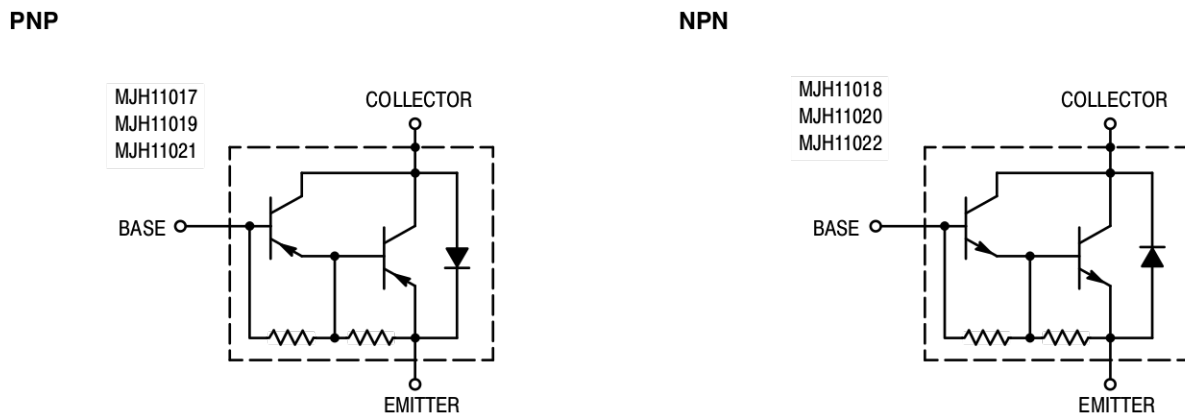 PNP
MJH11017
MJH11019
MJH11021
COLLECTOR
BASE
EMITTER
NPN
MJH11018
MJH11020
MJH11022
COLLECTOR
BASE
EMITTER